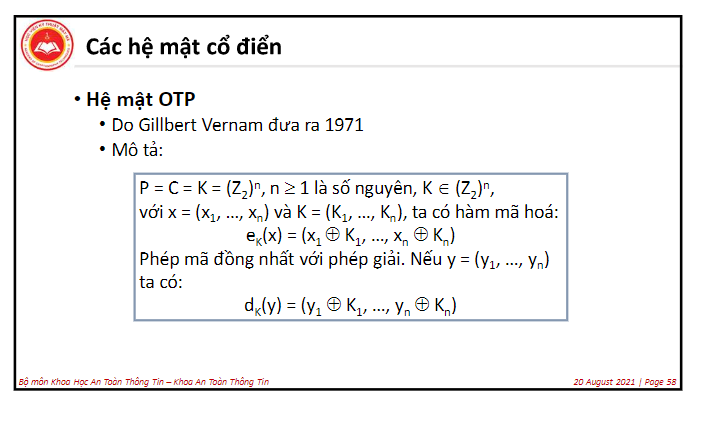 Các hệ mật cổ điển
• Hệ mật OTP
• Do Gillbert Vernam đưa ra 1971
• Mô tả:
P = C = K = (Z₂)ⁿ, n ≥ 1 là số nguyên, K ∈ (Z₂)ⁿ,
với x = (x₁, ..., xₙ) và K = (K₁, ..., Kₙ), ta có hàm mã hoá:
e_K(x) = (x₁ ⊕ K₁, ..., xₙ ⊕ Kₙ)
Phép mã đồng nhất với phép giải. Nếu y = (y₁, ..., yₙ)
ta có:
d_K(y) = (y₁ ⊕ K₁, ..., yₙ ⊕ Kₙ)
Bộ môn Khoa Học An Toàn Thông Tin – Khoa An Toàn Thông Tin
20 August 2021 | Page 58